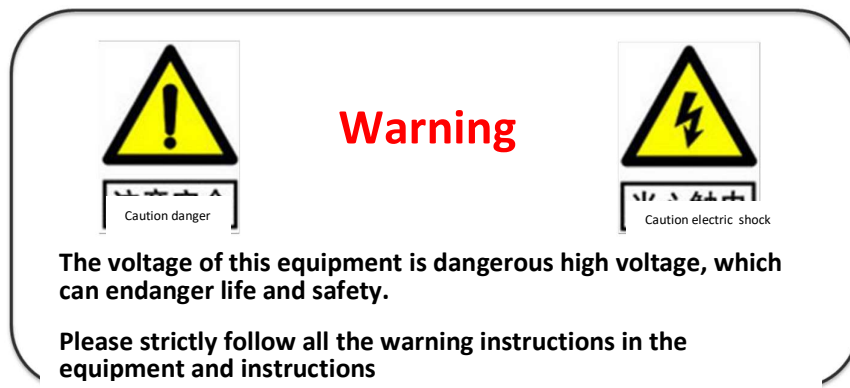 Warning
Caution danger
Caution electric shock
The voltage of this equipment is dangerous high voltage, which
can endanger life and safety.
Please strictly follow all the warning instructions in the
equipment and instructions